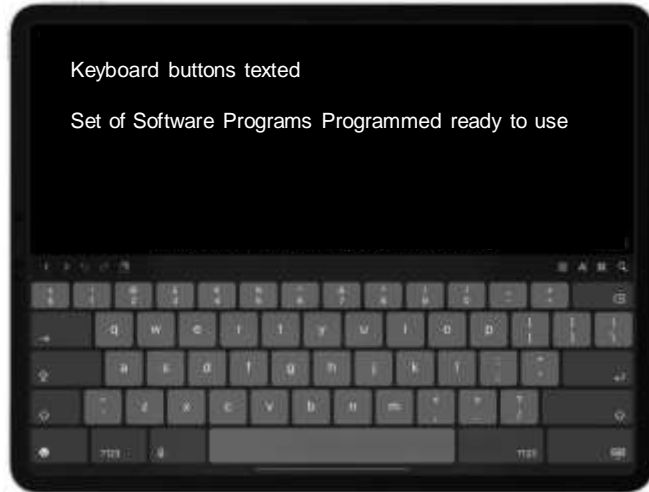 Keyboard buttons texted
Set of Software Programs Programmed ready to use
q w e r t y u i o p
a s d f g h j k l
z x c v b n m